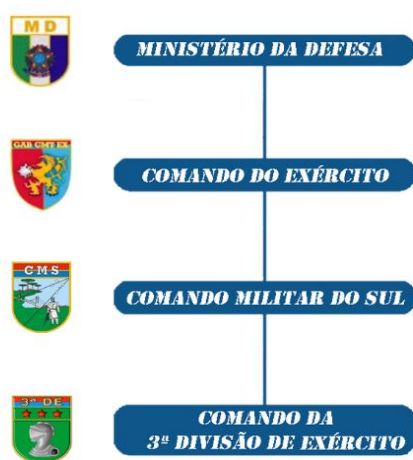 MD
MINISTÉRIO DA DEFESA
GAB CMT EX
COMANDO DO EXÉRCITO
CMS
COMANDO MILITAR DO SUL
3ª DE
COMANDO DA
3ª DIVISÃO DE EXÉRCITO